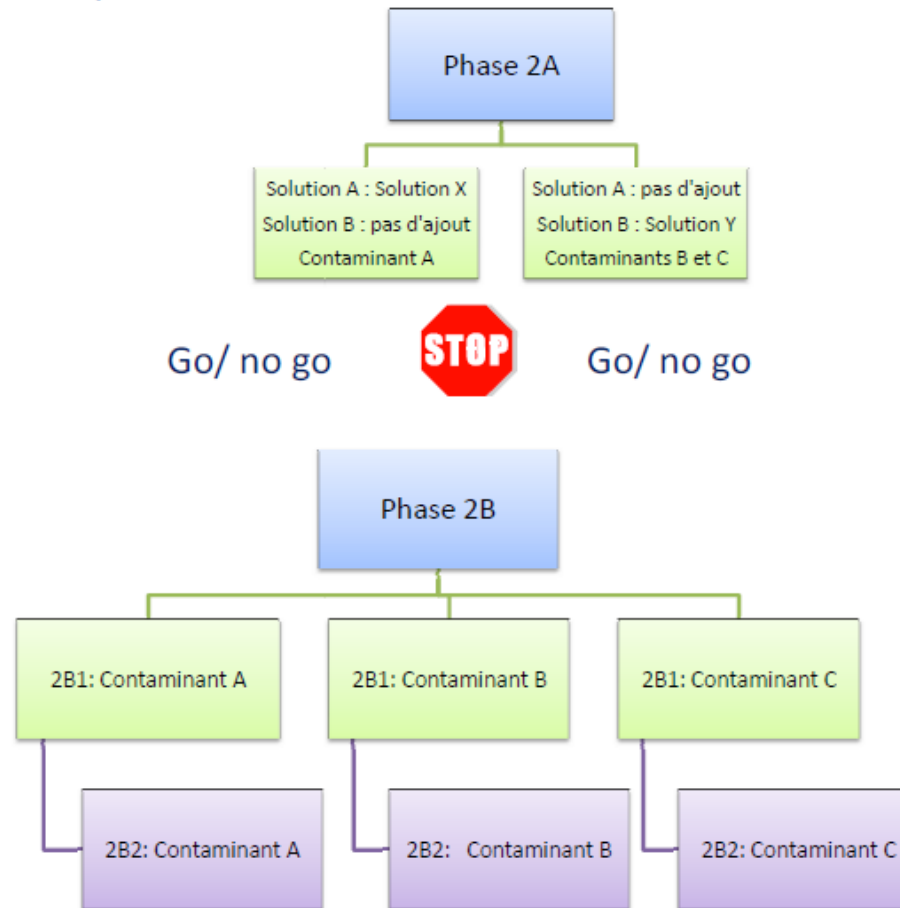 Phase 2A
Solution A : Solution X
Solution B : pas d'ajout
Contaminant A
Solution A : pas d'ajout
Solution B : Solution Y
Contaminants B et C
Go/ no go
STOP
Go/ no go
Phase 2B
2B1: Contaminant A
2B1: Contaminant B
2B1: Contaminant C
2B2: Contaminant A
2B2: Contaminant B
2B2: Contaminant C